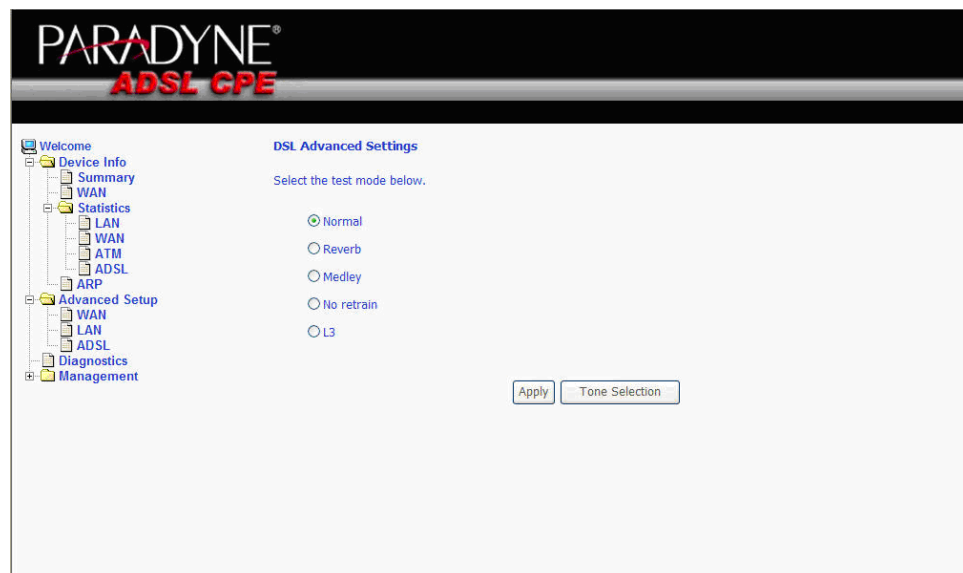 PARADYNE®
ADSL CPE
Welcome
Device Info
Summary
WAN
Statistics
LAN
WAN
ATM
ADSL
ARP
Advanced Setup
WAN
LAN
ADSL
Diagnostics
Management
DSL Advanced Settings
Select the test mode below.
Normal
Reverb
Medley
No retrain
L3
Apply
Tone Selection